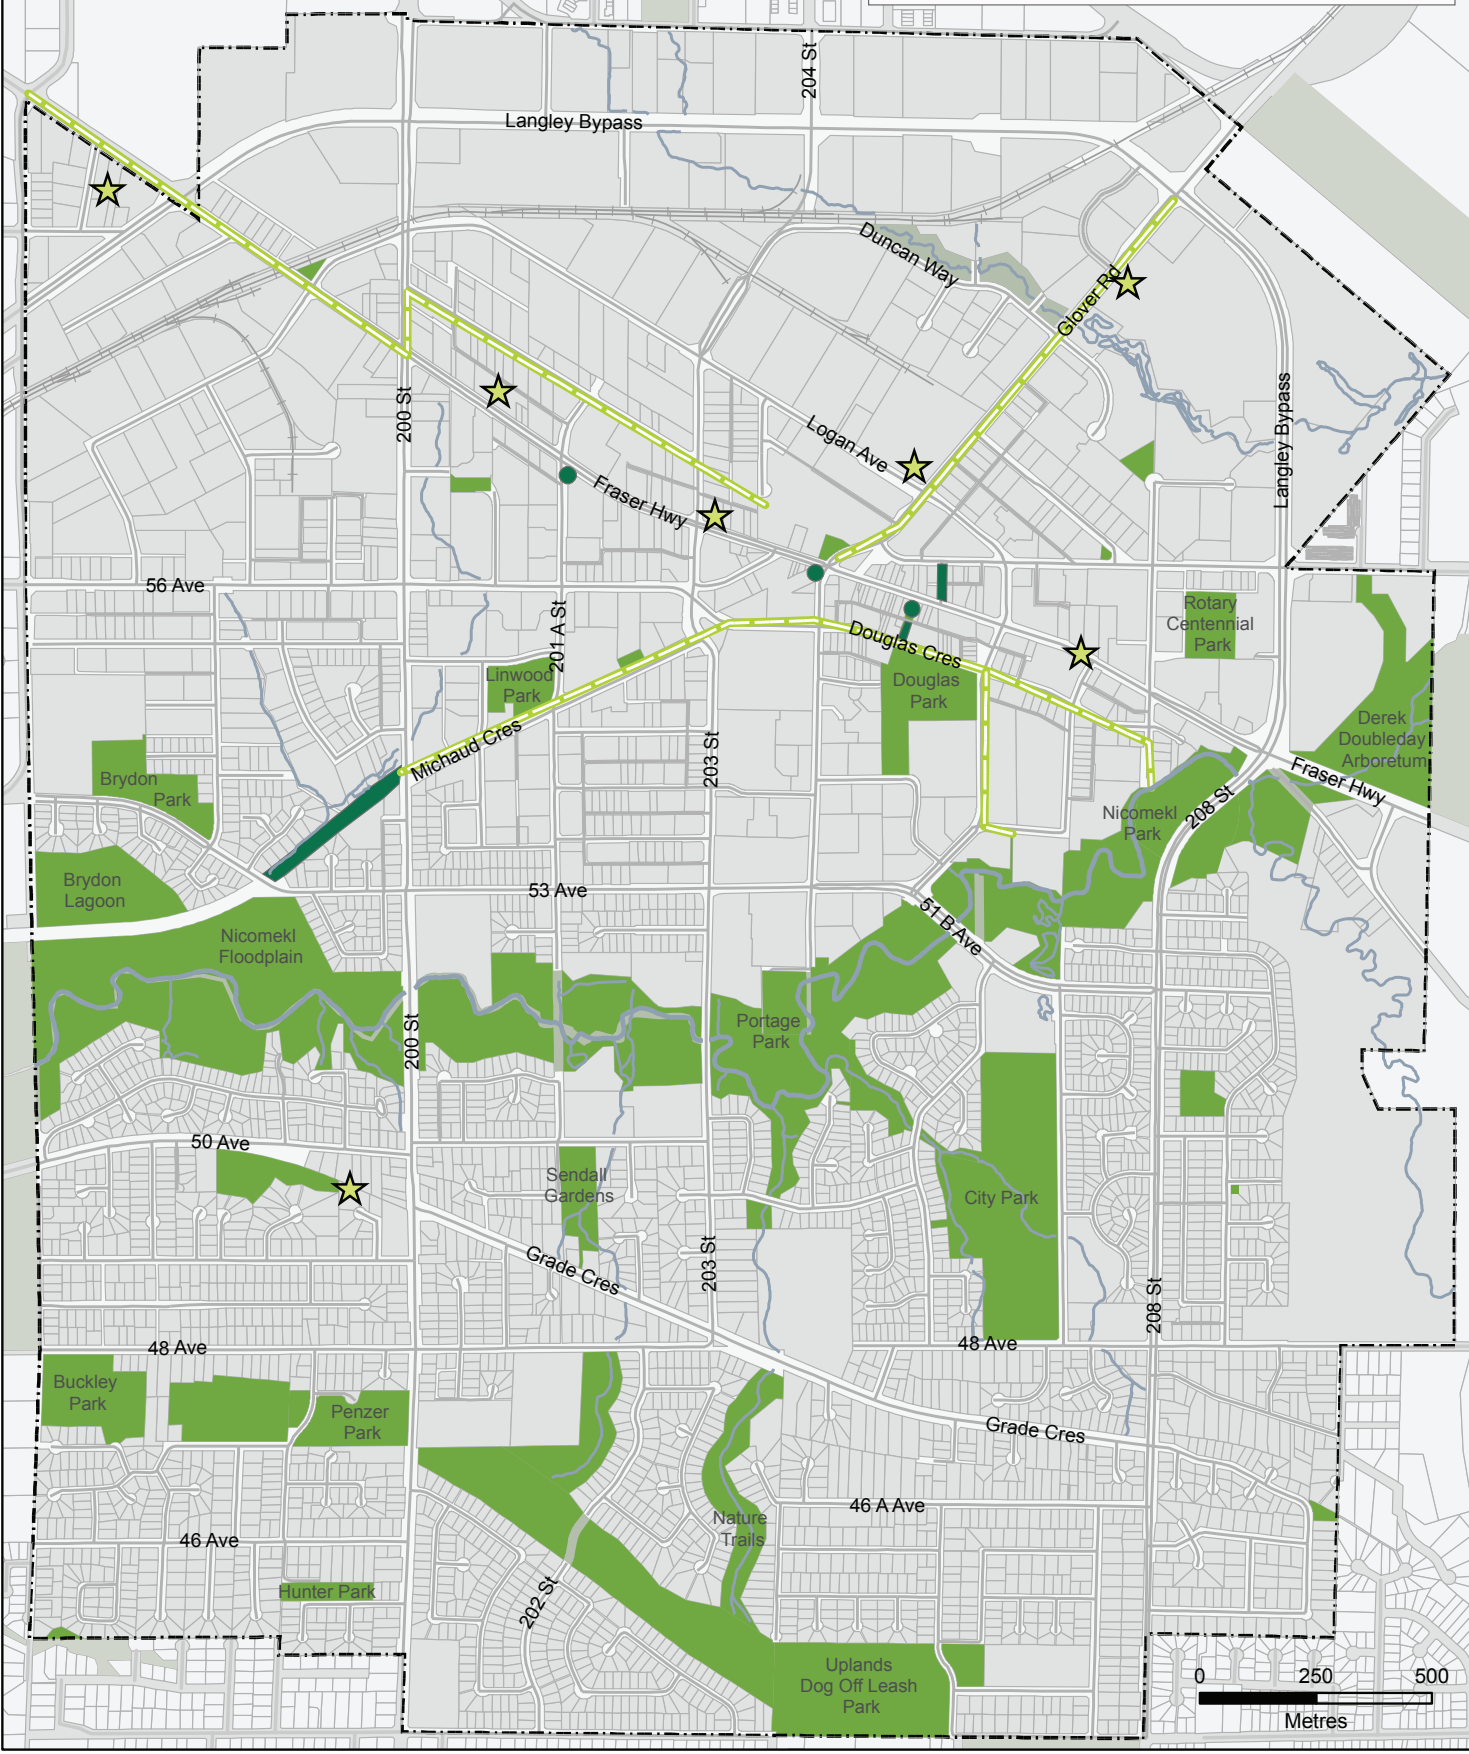 204 St
Langley Bypass
Duncan Way
Glover Rd
200 St
Langley Bypass
Logan Ave
Fraser Hwy
56 Ave
201 A St
Rotary
Centennial
Park
Douglas Cres
Linwood
Park
Douglas
Park
Derek
Doubleday
Arboretum
Michaud Cres
203 St
Brydon
Park
Fraser Hwy
208 St
Nicomekl
Park
Brydon
Lagoon
53 Ave
51 B Ave
Nicomekl
Floodplain
200 St
Portage
Park
50 Ave
Sendall
Gardens
City Park
Grade Cres
203 St
208 St
48 Ave
48 Ave
Buckley
Park
Penzer
Park
Grade Cres
46 A Ave
Nature
Trails
46 Ave
Hunter Park
202 St
Uplands
Dog Off Leash
Park
0 250 500
Metres